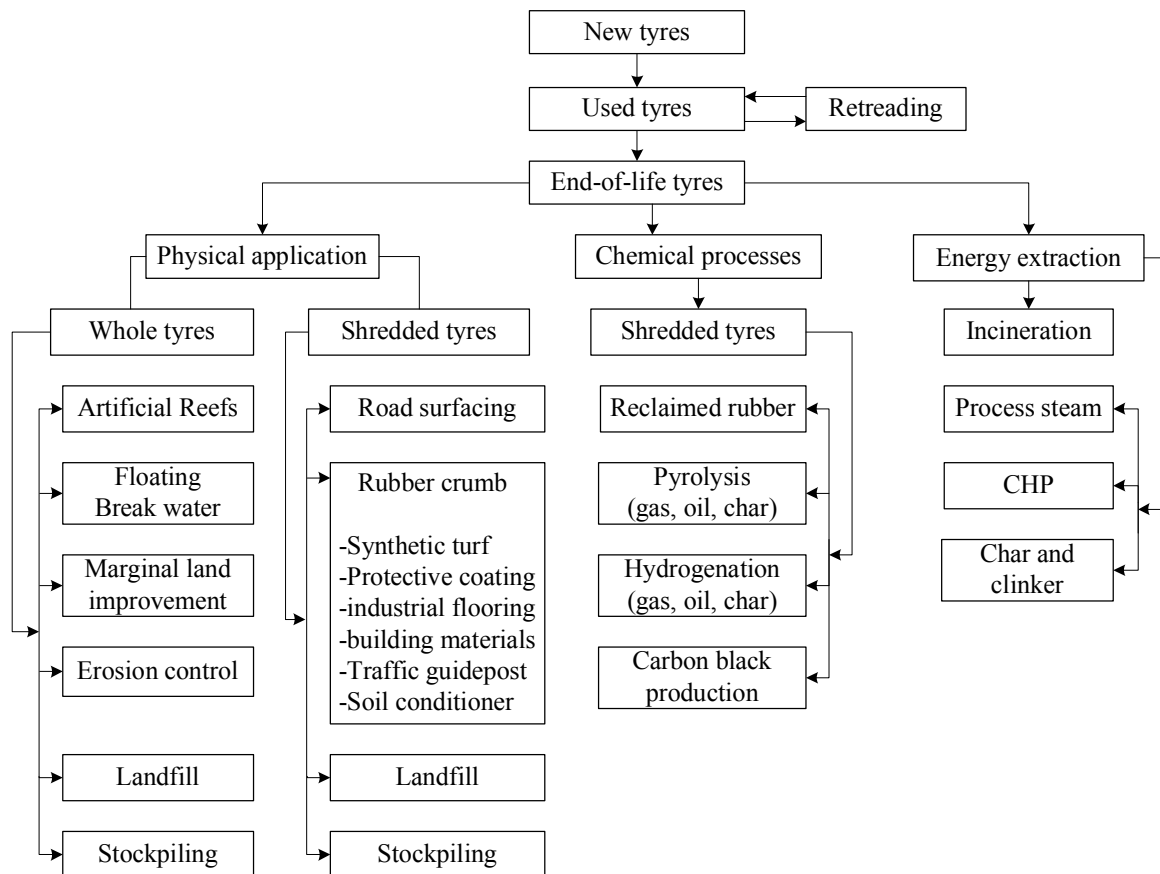 New tyres
Used tyres
Retreading
End-of-life tyres
Physical application
Chemical processes
Energy extraction
Whole tyres
Shredded tyres
Shredded tyres
Incineration
Artificial Reefs
Floating
Break water
Marginal land
improvement
Erosion control
Landfill
Stockpiling
Road surfacing
Rubber crumb
-Synthetic turf
-Protective coating
-industrial flooring
-building materials
-Traffic guidepost
-Soil conditioner
Landfill
Stockpiling
Reclaimed rubber
Pyrolysis
(gas, oil, char)
Hydrogenation
(gas, oil, char)
Carbon black
production
Process steam
CHP
Char and
clinker